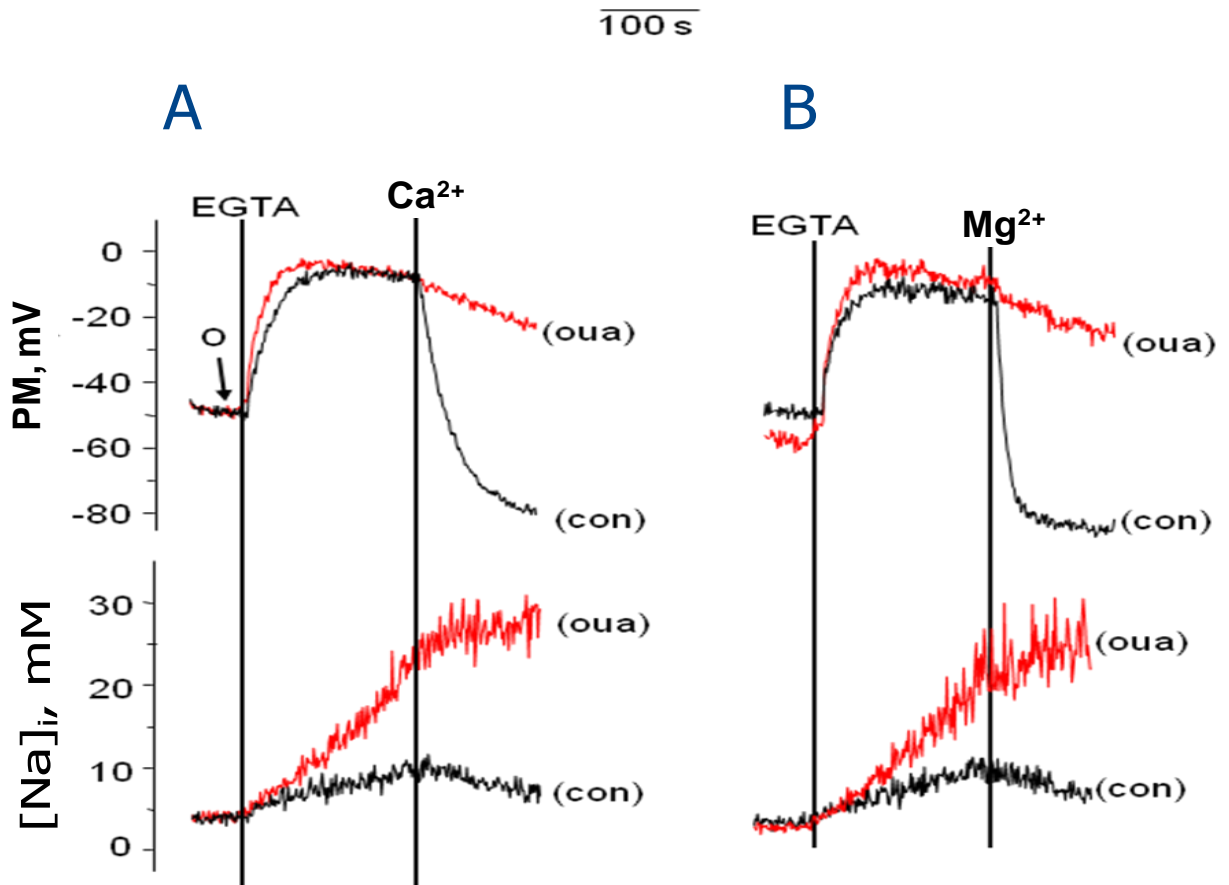 100 s
A
B
EGTA
Ca²⁺
EGTA
Mg²⁺
PM, mV
0
-20
-40
-60
-80
O
(oua)
(con)
(oua)
(con)
[Na]ᵢ, mM
30
20
10
0
(oua)
(con)
(oua)
(con)